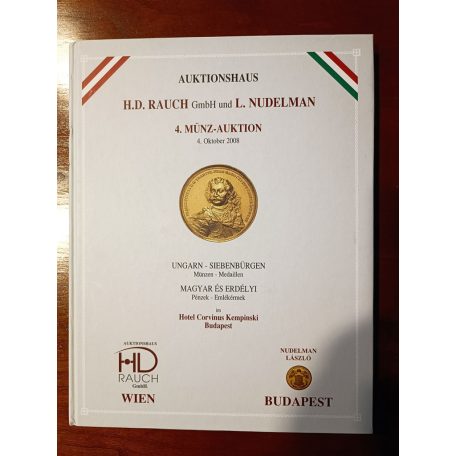 AUKTIONSHAUS
H.D. RAUCH GmbH und L. NUDELMAN
4. MÜNZ-AUKTION
4. Oktober 2008
UNGARN - SIEBENBÜRGEN
Münzen - Medaillen
MAGYAR ÉS ERDÉLYI
Pénzek - Emlékérmek
im
Hotel Corvinus Kempinski
Budapest
AUKTIONSHAUS
HD
RAUCH
GmbH.
WIEN
NUDELMAN
LÁSZLÓ
BUDAPEST